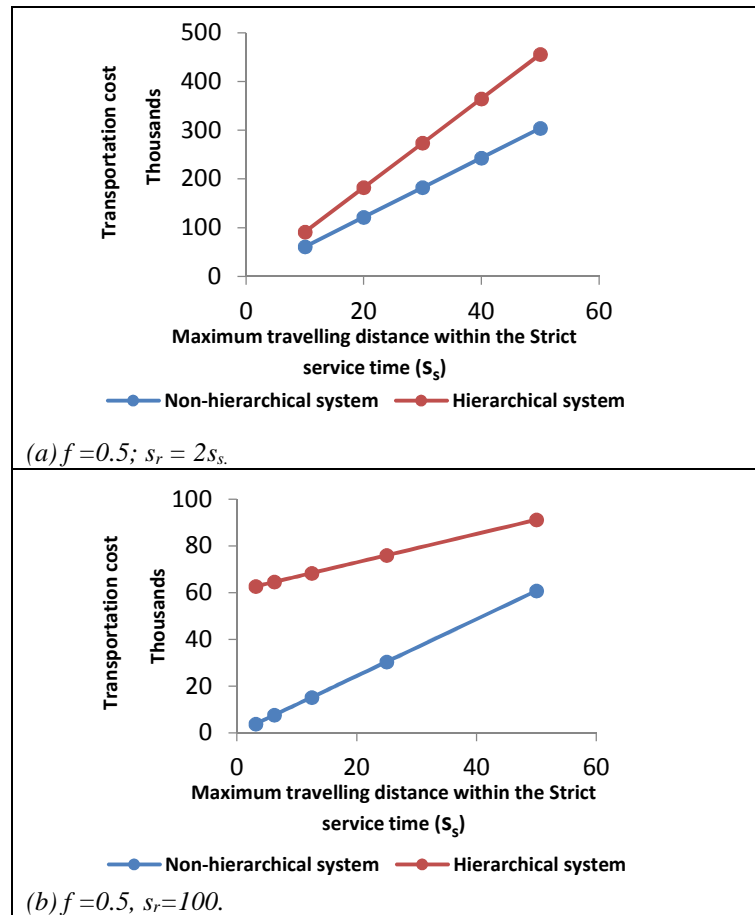 500
400
300
200
100
0
Transportation cost
Thousands
0 20 40 60
Maximum travelling distance within the Strict
service time (Ss)
Non-hierarchical system Hierarchical system
(a) f =0.5; sr = 2ss.
100
80
60
40
20
0
Transportation cost
Thousands
0 20 40 60
Maximum travelling distance within the Strict
service time (Ss)
Non-hierarchical system Hierarchical system
(b) f =0.5, sr=100.